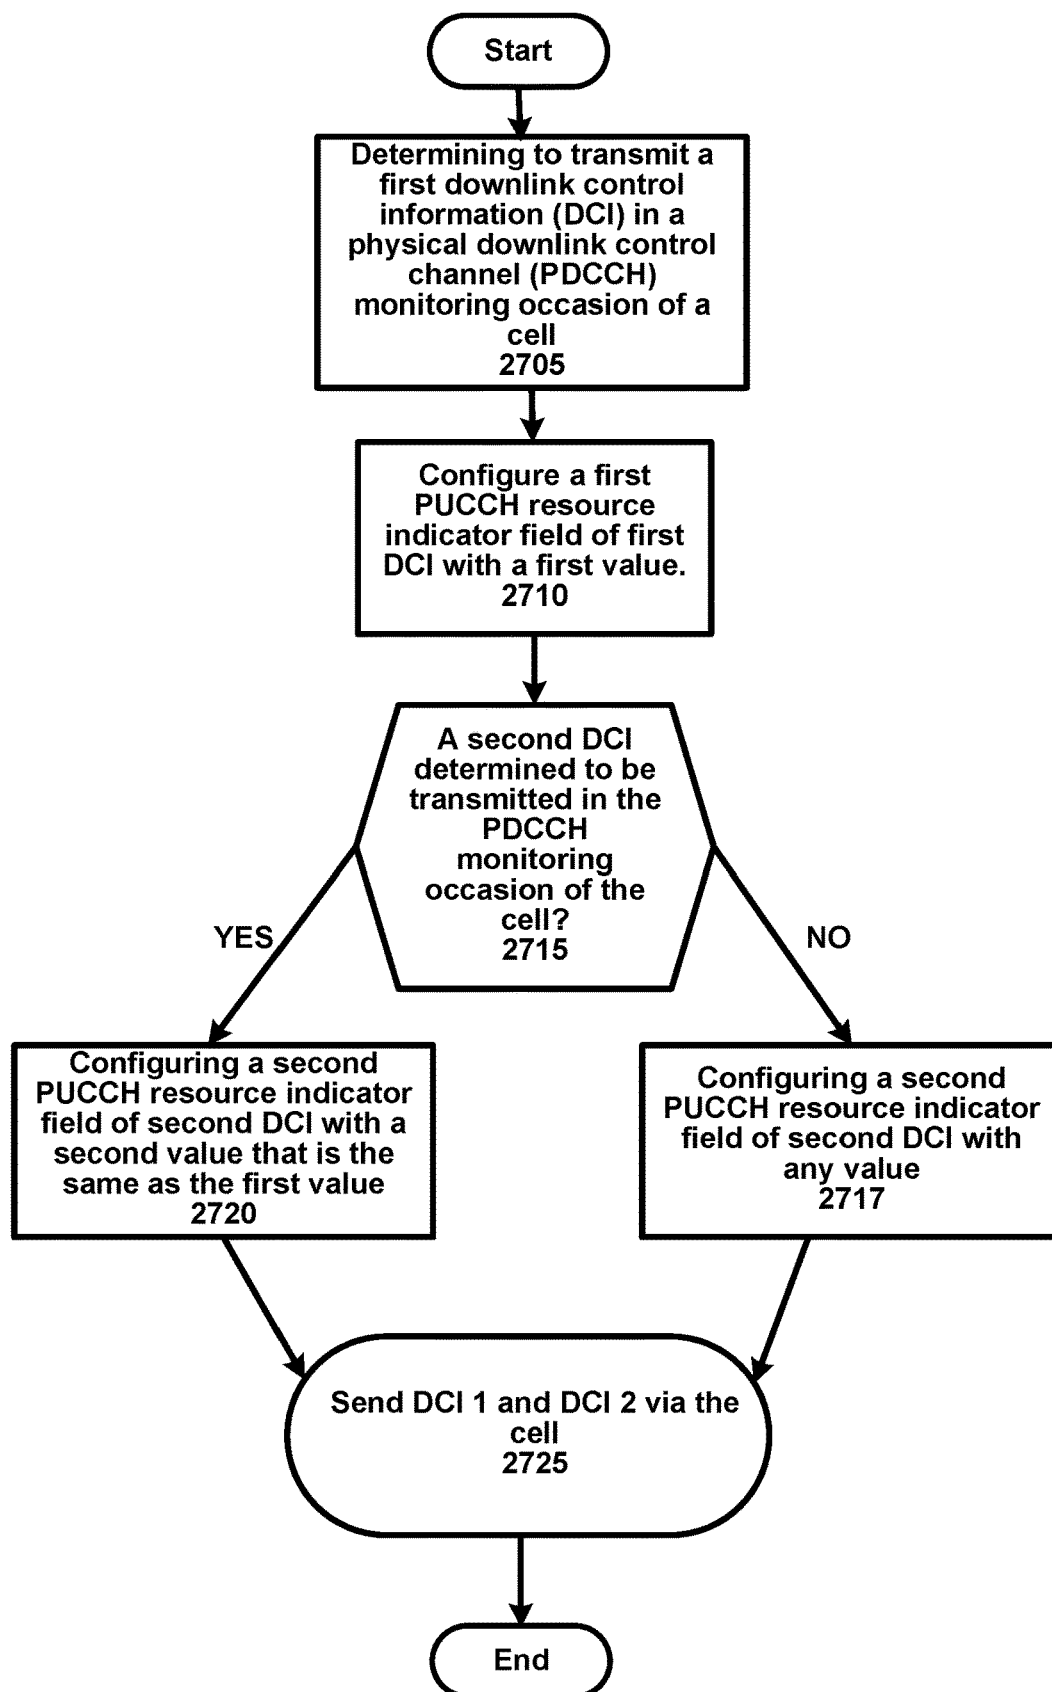 Start
Determining to transmit a
first downlink control
information (DCI) in a
physical downlink control
channel (PDCCH)
monitoring occasion of a
cell
2705
Configure a first
PUCCH resource
indicator field of first
DCI with a first value.
2710
A second DCI
determined to be
transmitted in the
PDCCH
monitoring
occasion of the
cell?
2715
YES
NO
Configuring a second
PUCCH resource indicator
field of second DCI with a
second value that is the
same as the first value
2720
Configuring a second
PUCCH resource indicator
field of second DCI with
any value
2717
Send DCI 1 and DCI 2 via the
cell
2725
End